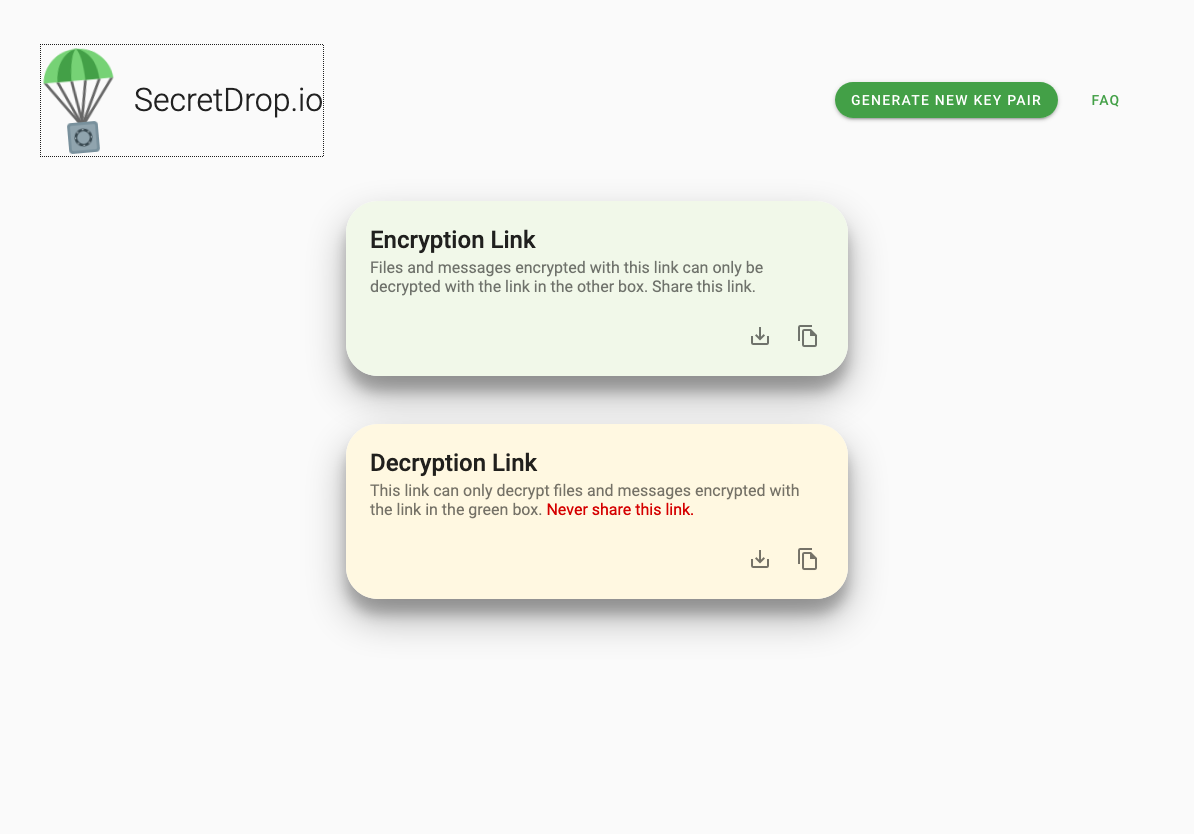 SecretDrop.io
GENERATE NEW KEY PAIR
FAQ
Encryption Link
Files and messages encrypted with this link can only be
decrypted with the link in the other box. Share this link.
Decryption Link
This link can only decrypt files and messages encrypted with
the link in the green box. Never share this link.